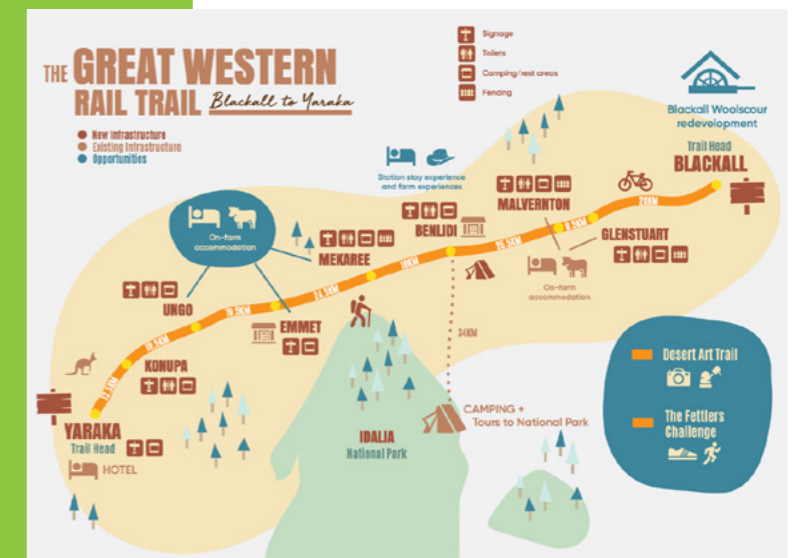 THE GREAT WESTERN
RAIL TRAIL Blackall to Yaraka
New Infrastructure
Existing Infrastructure
Opportunities
Signage
Toilets
Camping/rest areas
Fencing
Blackall Woolscour
redevelopment
Trail Head
BLACKALL
Station stay experience
and farm experiences
MALVERNTON
BENLIDI
GLENSTUART
On-farm
accommodation
On-farm
accommodation
MEKAREE
UNGO
EMMET
KONUPA
YARAKA
Trail Head
HOTEL
24.5KM
34KM
IDALIA
National Park
CAMPING +
Tours to National Park
Desert Art Trail
The Fettlers
Challenge